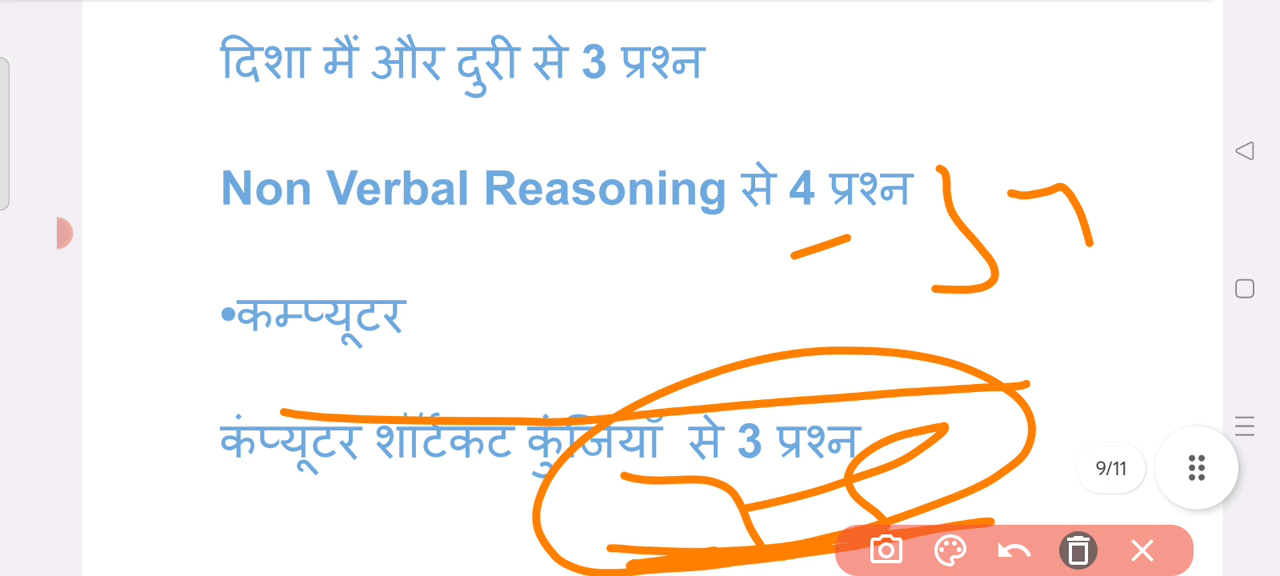 दिशा मैं और दुरी से 3 प्रश्न
Non Verbal Reasoning से 4 प्रश्न
•कम्प्यूटर
कंप्यूटर शॉर्टकट कुंजियाँ से 3 प्रश्न
9/11